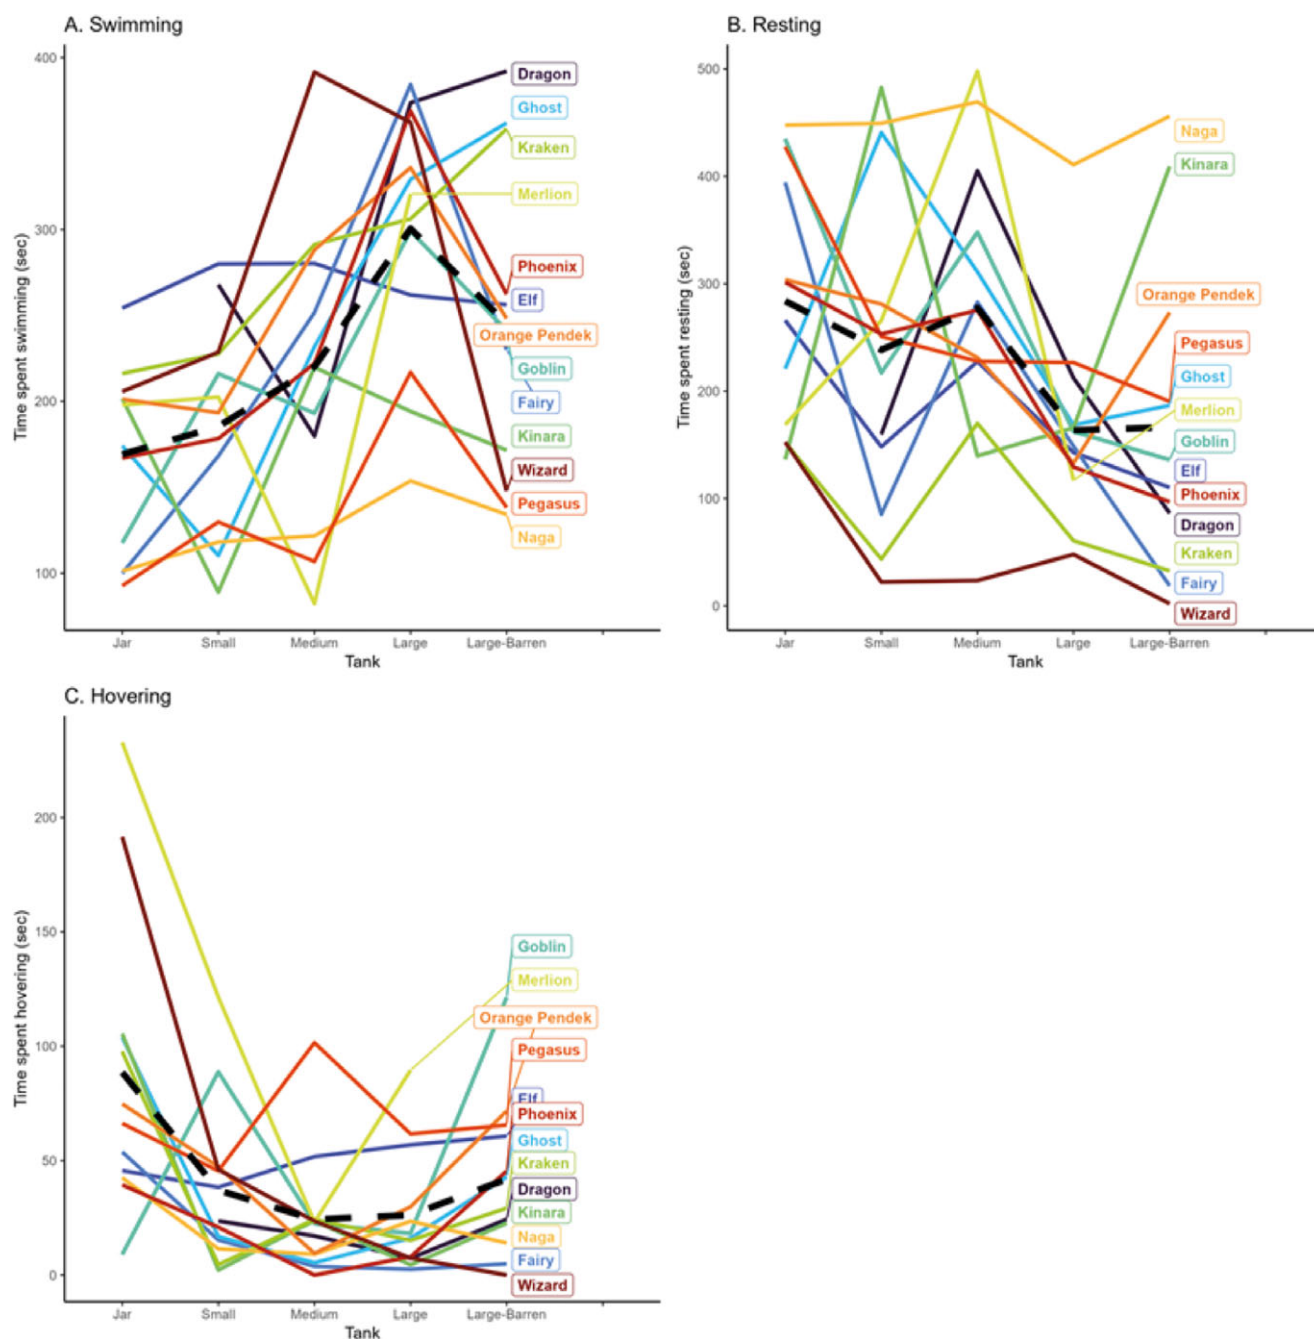 A. Swimming
Time spent swimming (sec)
400
300
200
100
Jar
Small
Medium
Large
Large-Barren
Tank
Dragon
Ghost
Kraken
Merlion
Phoenix
Elf
Orange Pendek
Goblin
Fairy
Kinara
Wizard
Pegasus
Naga
B. Resting
Time spent resting (sec)
500
400
300
200
100
0
Jar
Small
Medium
Large
Large-Barren
Tank
Naga
Kinara
Orange Pendek
Pegasus
Ghost
Merlion
Goblin
Elf
Phoenix
Dragon
Kraken
Fairy
Wizard
C. Hovering
Time spent hovering (sec)
200
150
100
50
0
Jar
Small
Medium
Large
Large-Barren
Tank
Goblin
Merlion
Orange Pendek
Pegasus
Elf
Phoenix
Ghost
Kraken
Dragon
Kinara
Naga
Fairy
Wizard